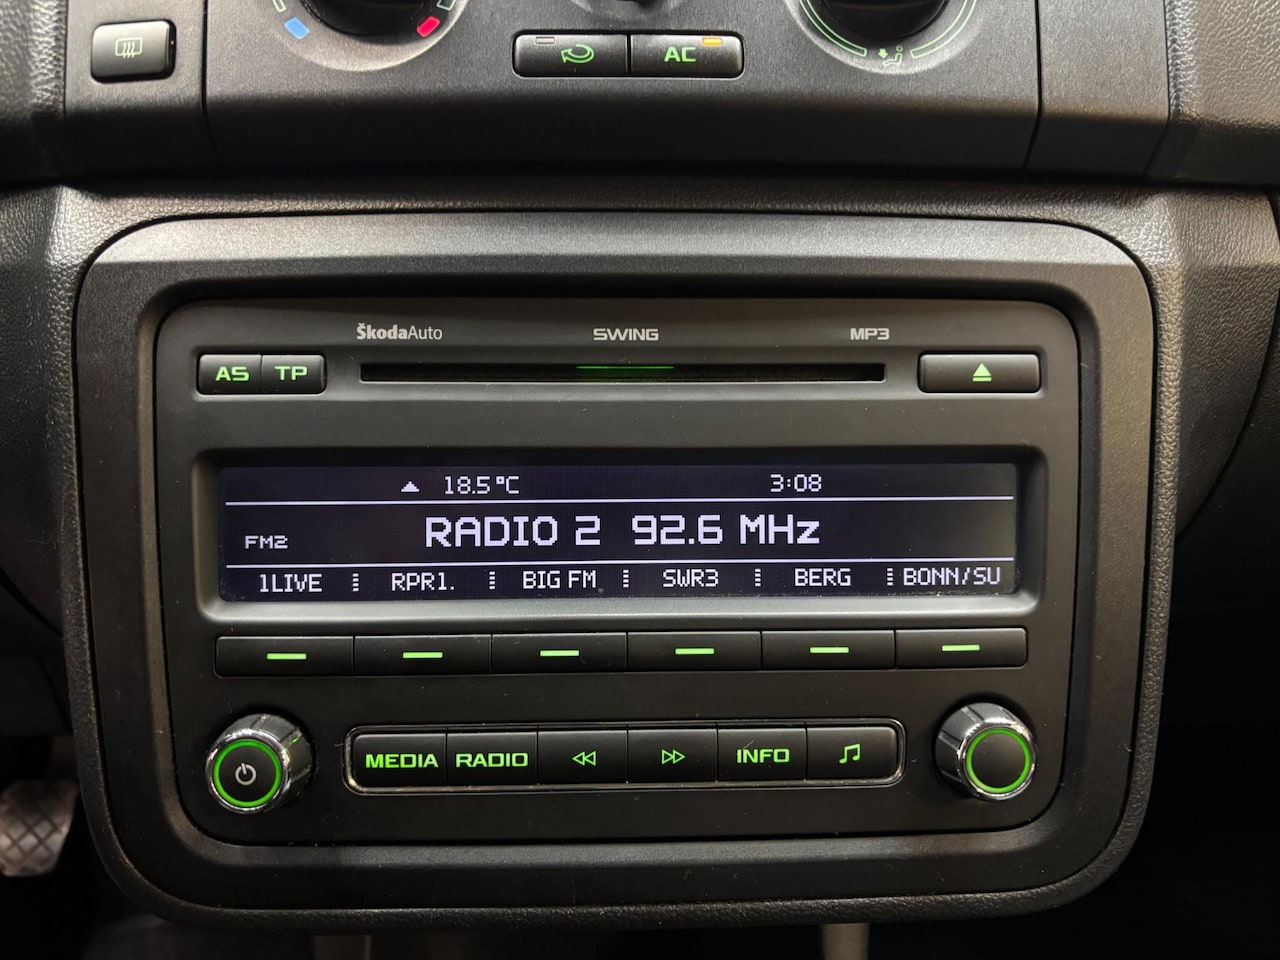 AC
ŠkodaAuto SWING MP3
AS TP
18.5°C 3:08
FM2 RADIO 2 92.6 MHz
1LIVE RPR1. BIG FM SWR3 BERG BONN/SU
MEDIA RADIO INFO